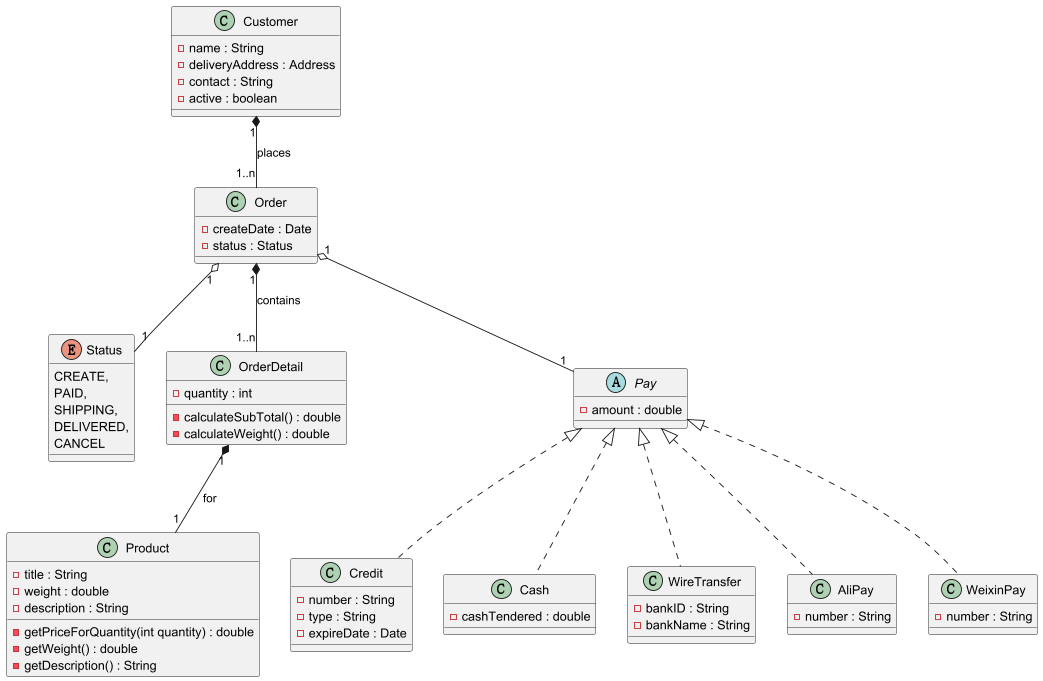 C Customer
name : String
deliveryAddress : Address
contact : String
active : boolean
1
places
1..n
C Order
createDate : Date
status : Status
1
1
1
contains
1
1..n
1
E Status
CREATE,
PAID,
SHIPPING,
DELIVERED,
CANCEL
C OrderDetail
quantity : int
calculateSubTotal() : double
calculateWeight() : double
A Pay
amount : double
1
for
1
C Product
title : String
weight : double
description : String
getPriceForQuantity(int quantity) : double
getWeight() : double
getDescription() : String
C Credit
number : String
type : String
expireDate : Date
C Cash
cashTendered : double
C WireTransfer
bankID : String
bankName : String
C AliPay
number : String
C WeixinPay
number : String